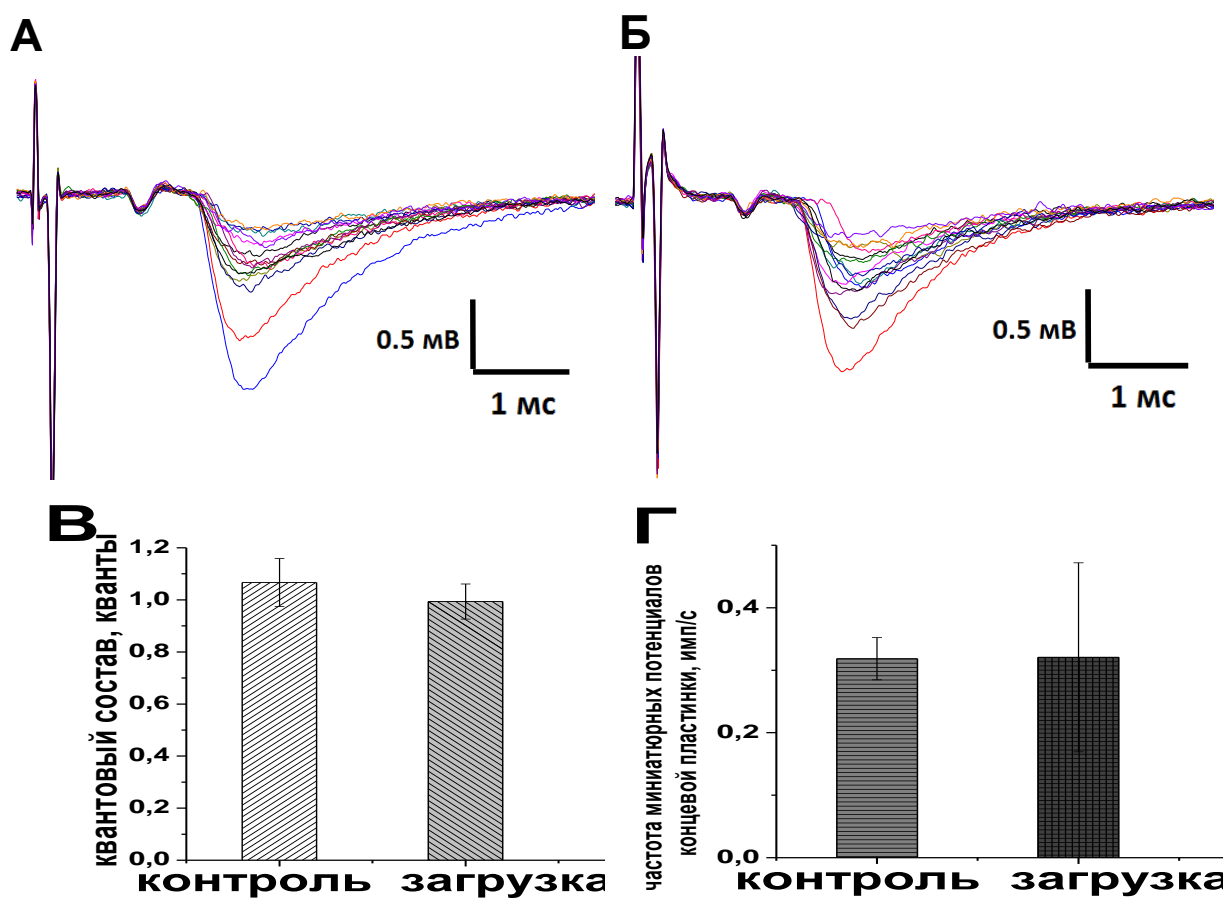 А
Б
0.5 мВ
1 мс
0.5 мВ
1 мс
В
квантовый состав, кванты
1,2
1,0
0,8
0,6
0,4
0,2
0,0
контроль
загрузка
Г
частота миниатюрных потенциалов
концевой пластинки, имп/с
0,4
0,2
0,0
контроль
загрузка